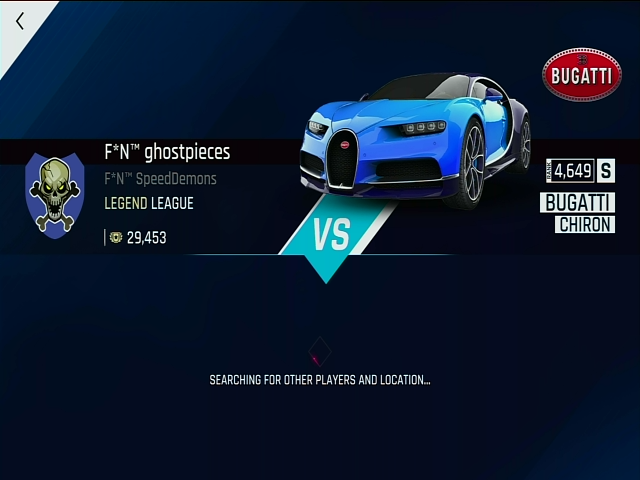 BUGATTI
F*N™ ghostpieces
F*N™ SpeedDemons
LEGEND LEAGUE
29,453
RANK 4,649 S
BUGATTI
CHIRON
VS
SEARCHING FOR OTHER PLAYERS AND LOCATION...